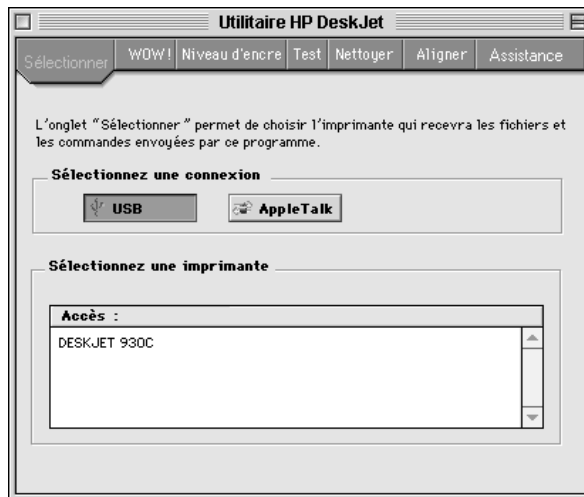 Utilitaire HP DeskJet
Sélectionner WOW! Niveau d'encre Test Nettoyer Aligner Assistance
L'onglet "Sélectionner" permet de choisir l'imprimante qui recevra les fichiers et
les commandes envoyées par ce programme.
Sélectionnez une connexion
USB AppleTalk
Sélectionnez une imprimante
Accès :
DESKJET 930C